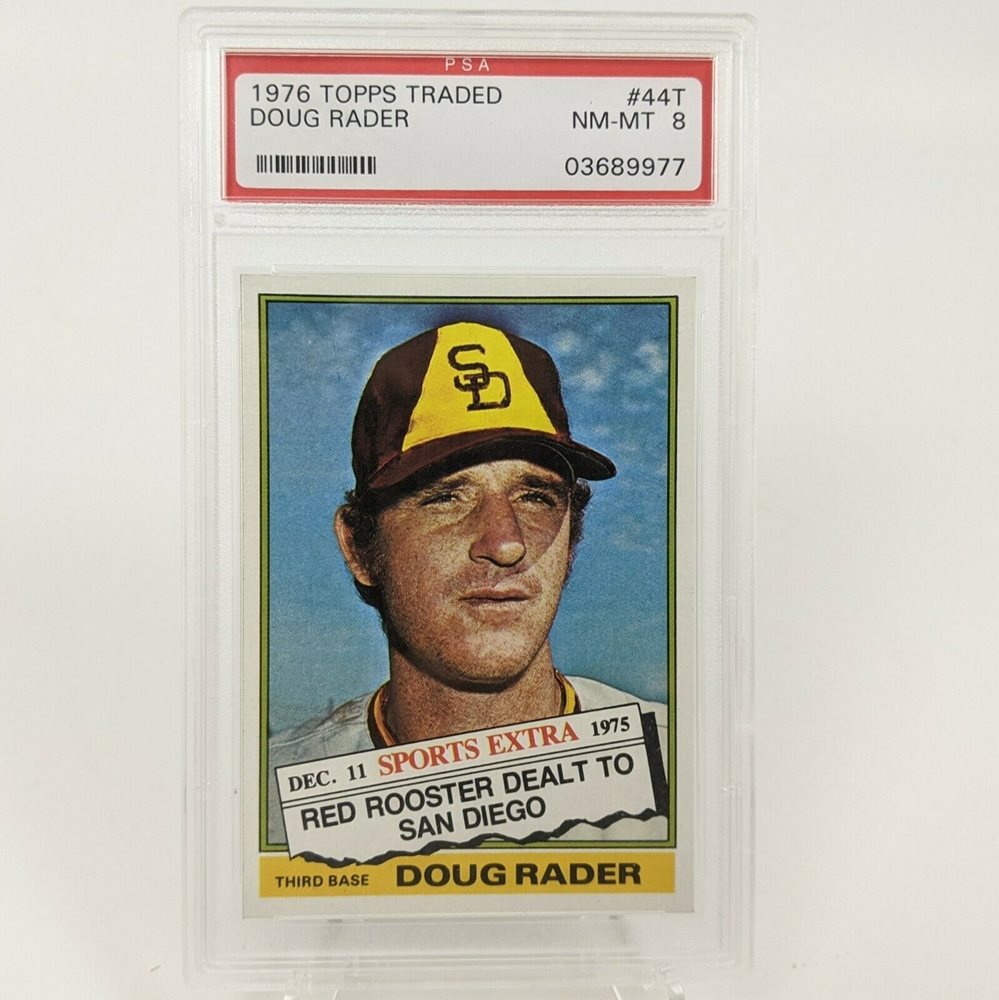 PSA
1976 TOPPS TRADED #44T
DOUG RADER NM-MT 8
03689977
SD
DEC. 11 SPORTS EXTRA 1975
RED ROOSTER DEALT TO
SAN DIEGO
THIRD BASE DOUG RADER